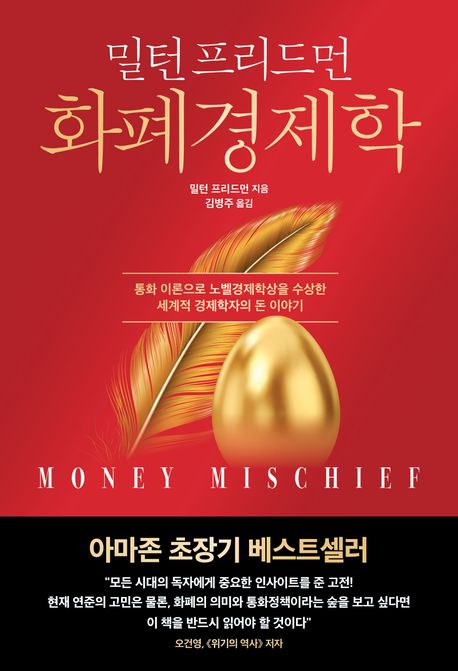 밀턴 프리드먼
화폐경제학
밀턴 프리드먼 지음
김병주 옮김
통화 이론으로 노벨경제학상을 수상한
세계적 경제학자의 돈 이야기
MONEY MISCHIEF
아마존 초장기 베스트셀러
"모든 시대의 독자에게 중요한 인사이트를 준 고전!
현재 연준의 고민은 물론, 화폐의 의미와 통화정책이라는 숲을 보고 싶다면
이 책을 반드시 읽어야 할 것이다"
오건영, 《위기의 역사》 저자